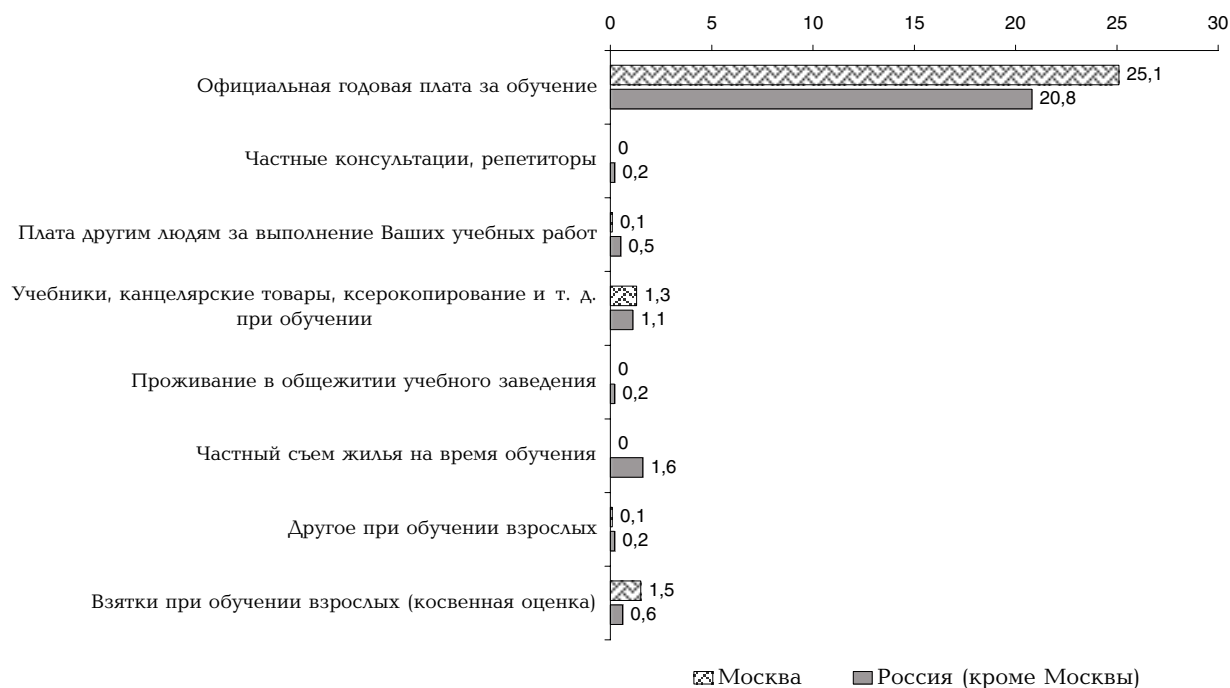 0 5 10 15 20 25 30
Официальная годовая плата за обучение
25,1
20,8
Частные консультации, репетиторы
0
0,2
Плата другим людям за выполнение Ваших учебных работ
0,1
0,5
Учебники, канцелярские товары, ксерокопирование и т. д.
при обучении
1,3
1,1
Проживание в общежитии учебного заведения
0
0,2
Частный съем жилья на время обучения
0
1,6
Другое при обучении взрослых
0,1
0,2
Взятки при обучении взрослых (косвенная оценка)
1,5
0,6
Москва Россия (кроме Москвы)